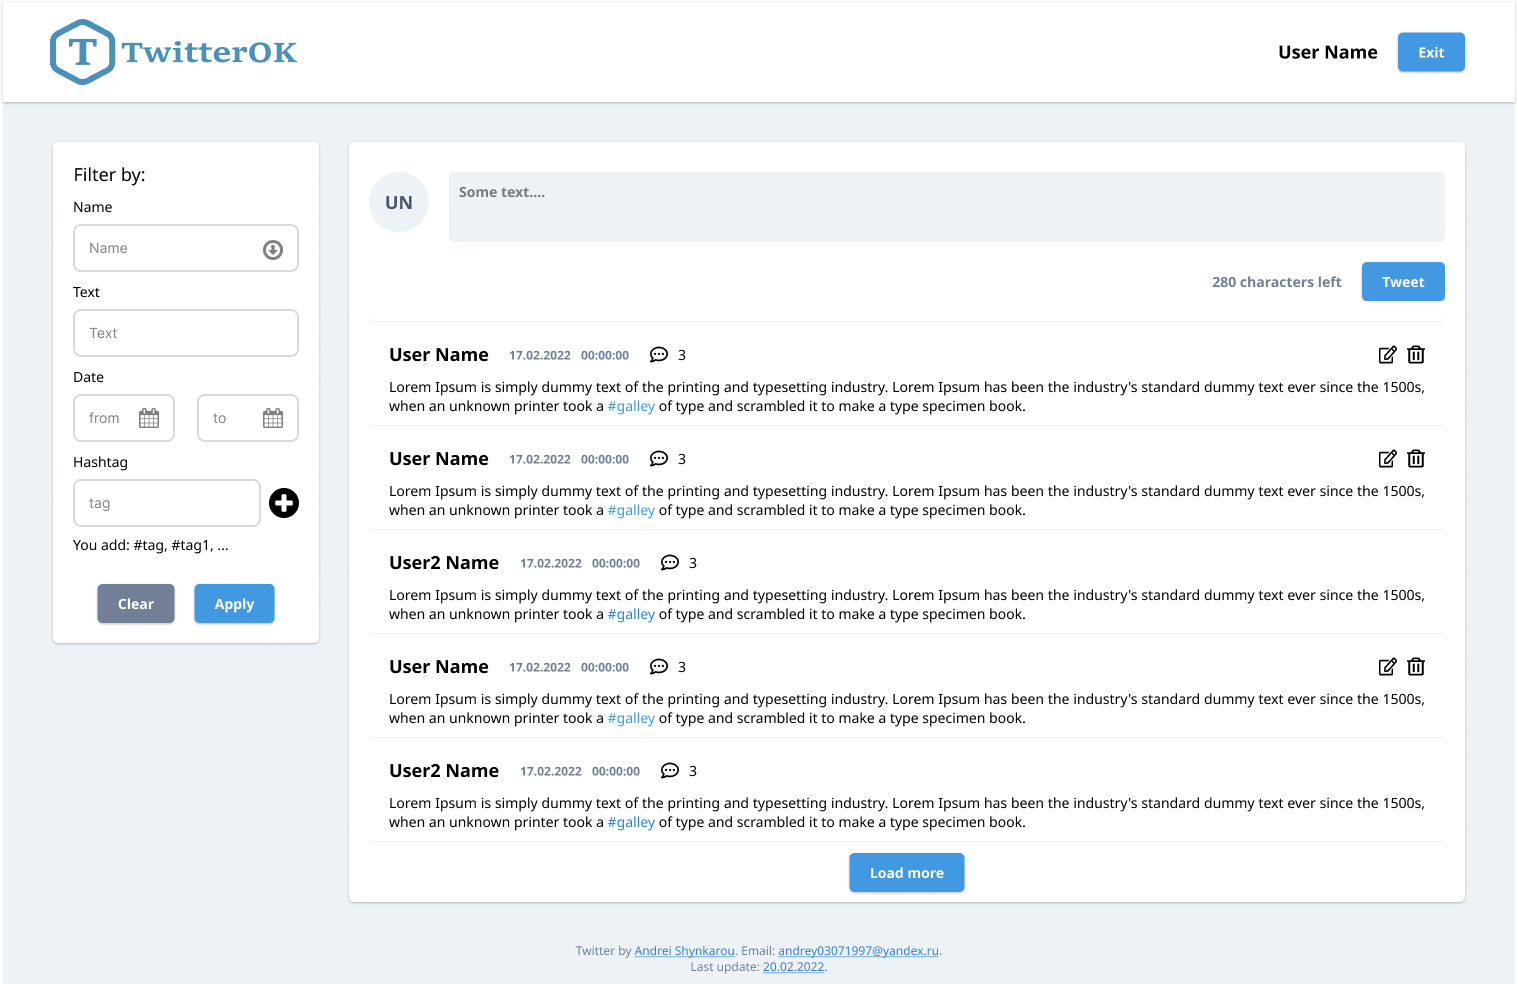 T TwitterOK
User Name
Exit
Filter by:
Name
Name
Text
Text
Date
from
to
Hashtag
tag
You add: #tag, #tag1, ...
Clear
Apply
UN
Some text....
280 characters left
Tweet
User Name 17.02.2022 00:00:00 3
Lorem Ipsum is simply dummy text of the printing and typesetting industry. Lorem Ipsum has been the industry's standard dummy text ever since the 1500s,
when an unknown printer took a #galley of type and scrambled it to make a type specimen book.
User Name 17.02.2022 00:00:00 3
Lorem Ipsum is simply dummy text of the printing and typesetting industry. Lorem Ipsum has been the industry's standard dummy text ever since the 1500s,
when an unknown printer took a #galley of type and scrambled it to make a type specimen book.
User2 Name 17.02.2022 00:00:00 3
Lorem Ipsum is simply dummy text of the printing and typesetting industry. Lorem Ipsum has been the industry's standard dummy text ever since the 1500s,
when an unknown printer took a #galley of type and scrambled it to make a type specimen book.
User Name 17.02.2022 00:00:00 3
Lorem Ipsum is simply dummy text of the printing and typesetting industry. Lorem Ipsum has been the industry's standard dummy text ever since the 1500s,
when an unknown printer took a #galley of type and scrambled it to make a type specimen book.
User2 Name 17.02.2022 00:00:00 3
Lorem Ipsum is simply dummy text of the printing and typesetting industry. Lorem Ipsum has been the industry's standard dummy text ever since the 1500s,
when an unknown printer took a #galley of type and scrambled it to make a type specimen book.
Load more
Twitter by Andrei Shynkarou. Email: andrey03071997@yandex.ru.
Last update: 20.02.2022.